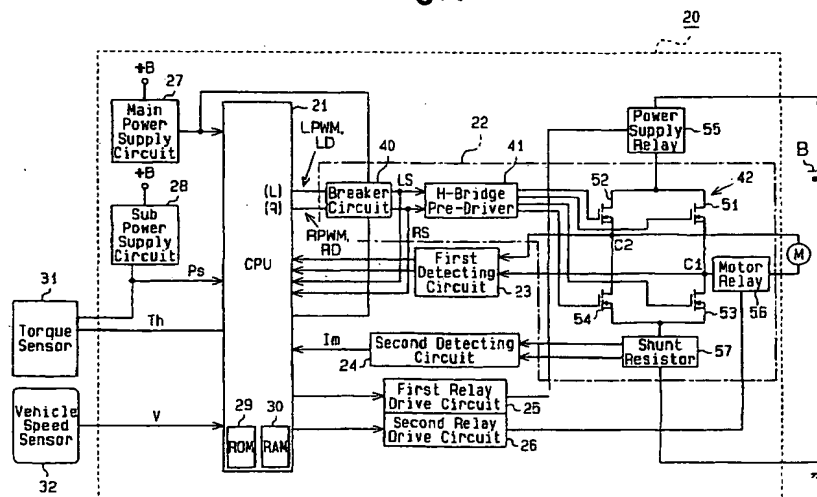 20
+B
27
Main
Power
Supply
Circuit
+B
28
Sub
Power
Supply
Circuit
21
LPWM,
LD
40
LS
22
41
(L)
(R)
Breaker
Circuit
H-Bridge
Pre-Driver
RPWM,
RD
RS
CPU
Power
Supply
Relay
55
B
52
42
51
C2
C1
M
Motor
Relay
56
First
Detecting
Circuit
23
54
53
Ps
31
Torque
Sensor
Th
Im
Second Detecting
Circuit
24
Shunt
Resistor
57
First Relay
Drive Circuit
25
Second Relay
Drive Circuit
26
Vehicle
Speed
Sensor
32
V
29
ROM
30
RAM